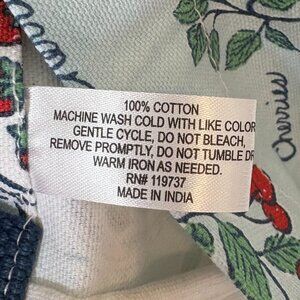 100% COTTON
MACHINE WASH COLD WITH LIKE COLOR
GENTLE CYCLE, DO NOT BLEACH,
REMOVE PROMPTLY, DO NOT TUMBLE DR
WARM IRON AS NEEDED.
RN# 119737
MADE IN INDIA
Cherries